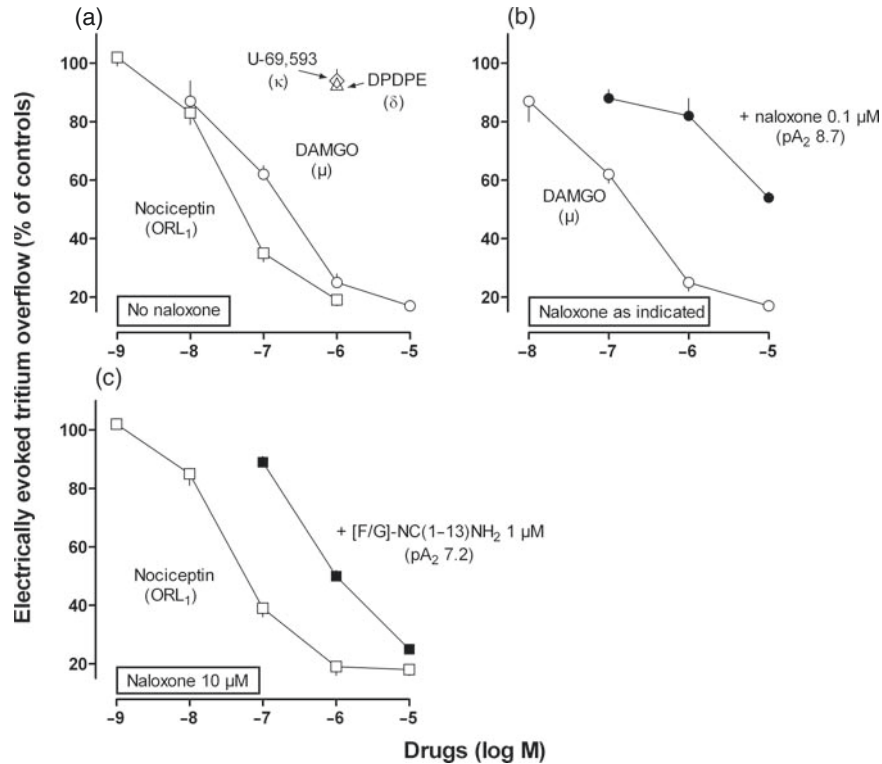 Electrically evoked tritium overflow (% of controls)
(a)
100
80
60
40
20
U-69,593
(κ)
DPDPE
(δ)
DAMGO
(μ)
Nociceptin
(ORL₁)
No naloxone
–9 –8 –7 –6 –5
(b)
100
80
60
40
20
+ naloxone 0.1 μM
(pA₂ 8.7)
DAMGO
(μ)
Naloxone as indicated
–8 –7 –6 –5
(c)
100
80
60
40
20
+ [F/G]-NC(1–13)NH₂ 1 μM
(pA₂ 7.2)
Nociceptin
(ORL₁)
Naloxone 10 μM
–9 –8 –7 –6 –5
Drugs (log M)